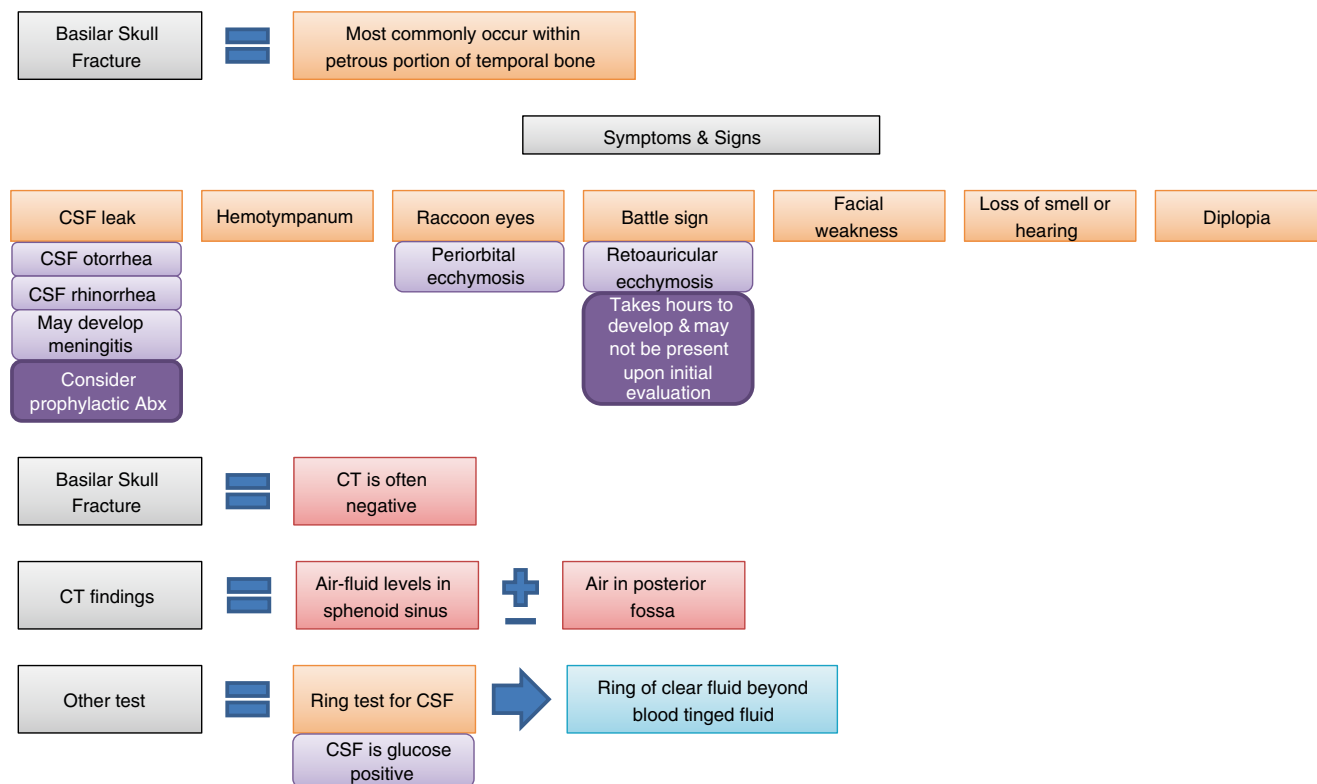 Basilar Skull
Fracture
Most commonly occur within
petrous portion of temporal bone
Symptoms & Signs
CSF leak
CSF otorrhea
CSF rhinorrhea
May develop
meningitis
Consider
prophylactic Abx
Hemotympanum
Raccoon eyes
Periorbital
ecchymosis
Battle sign
Retoauricular
ecchymosis
Takes hours to
develop & may
not be present
upon initial
evaluation
Facial
weakness
Loss of smell or
hearing
Diplopia
Basilar Skull
Fracture
CT is often
negative
CT findings
Air-fluid levels in
sphenoid sinus
Air in posterior
fossa
Other test
Ring test for CSF
CSF is glucose
positive
Ring of clear fluid beyond
blood tinged fluid